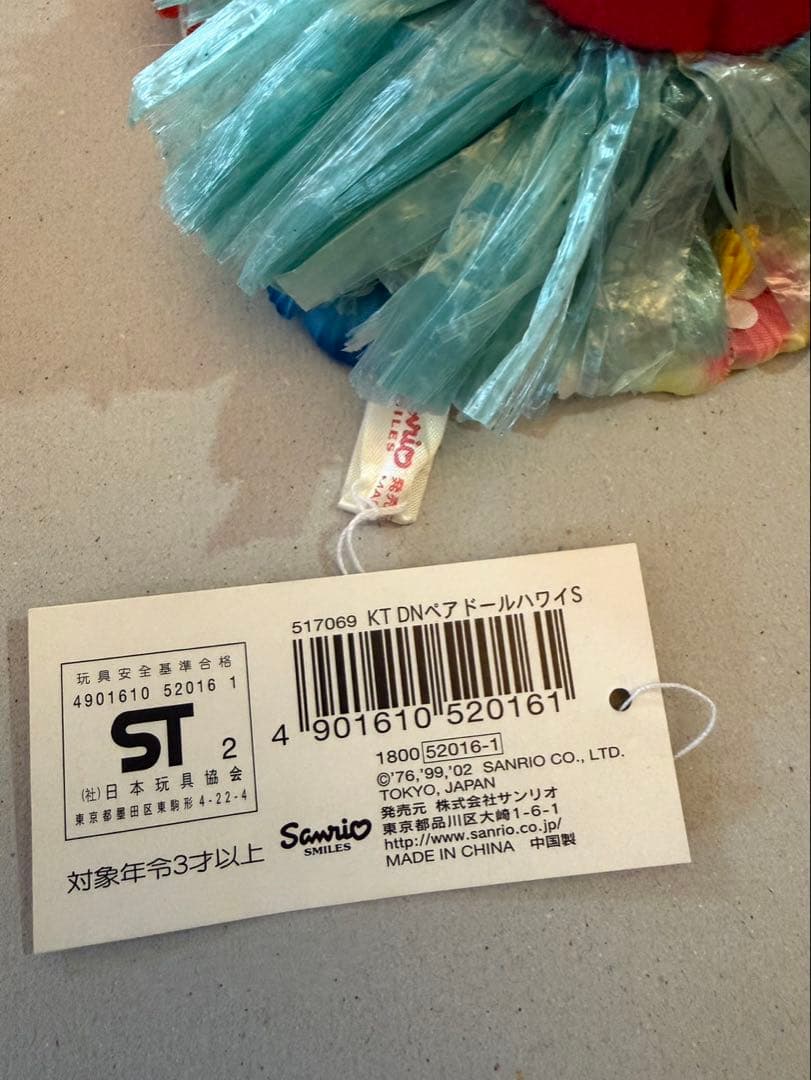 Sanrio
SMILES
発売
517069 KT DNペアドールハワイS
玩具安全基準合格
4901610 52016 1
ST 2
(社)日本玩具協会
東京都墨田区東駒形4-22-4
対象年令3才以上
4 901610 520161
1800 52016-1
©'76,'99,'02 SANRIO CO., LTD.
TOKYO, JAPAN
発売元 株式会社サンリオ
東京都品川区大崎1-6-1
http://www.sanrio.co.jp/
MADE IN CHINA 中国製
Sanrio
SMILES